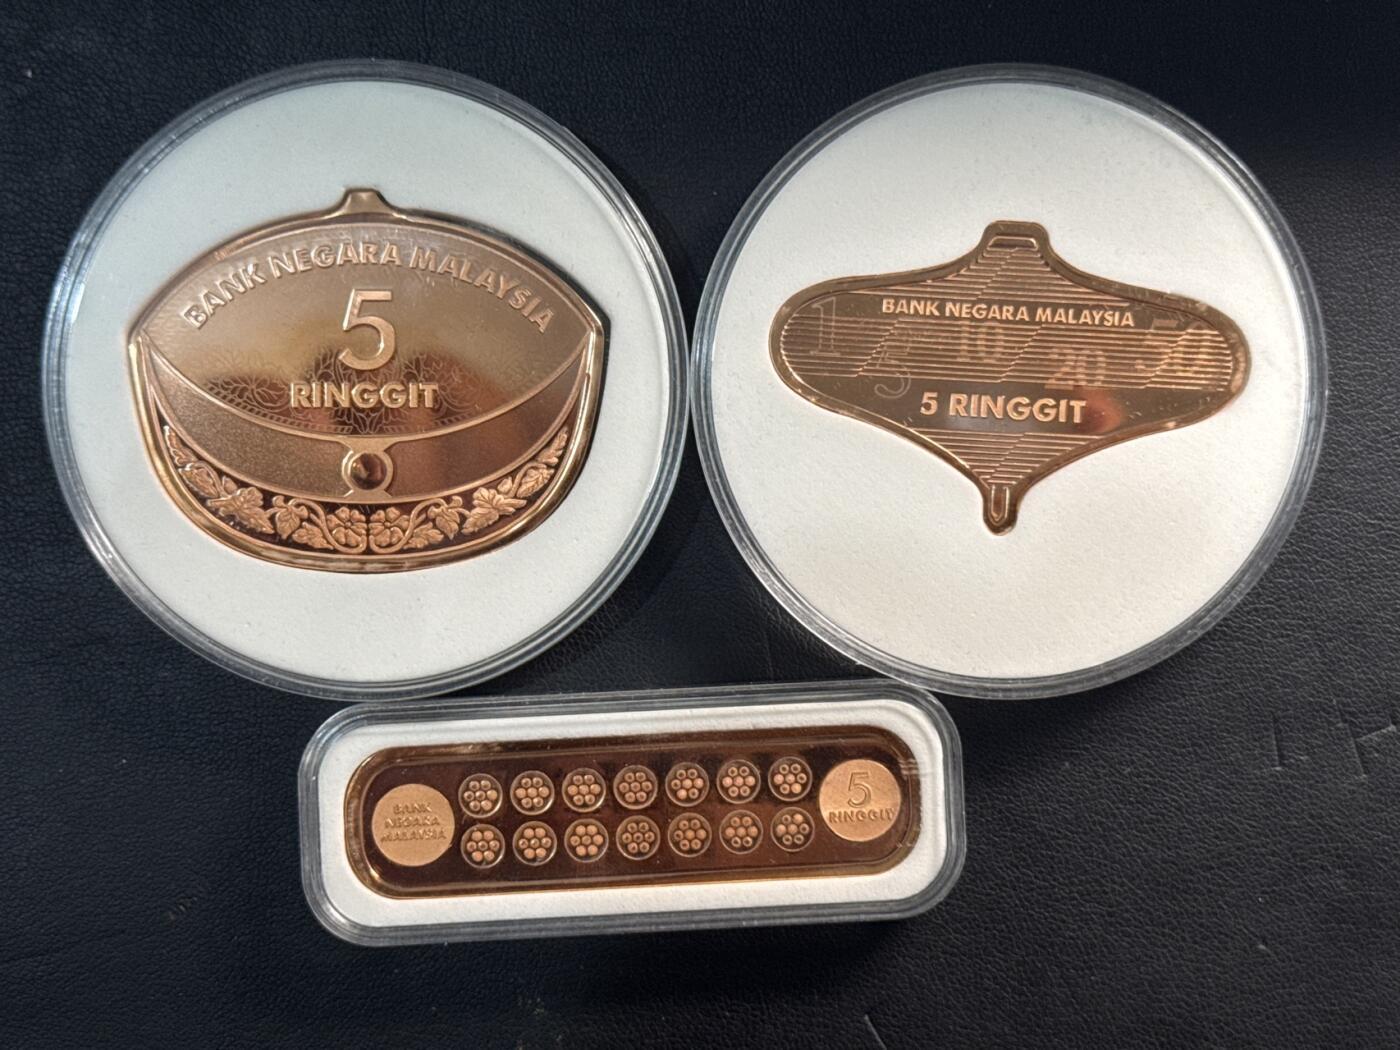 BANK NEGARA MALAYSIA
5
RINGGIT
BANK NEGARA MALAYSIA
1 5 10 20 50
5 RINGGIT
BANK
NEGARA
MALAYSIA
5
RINGGIT